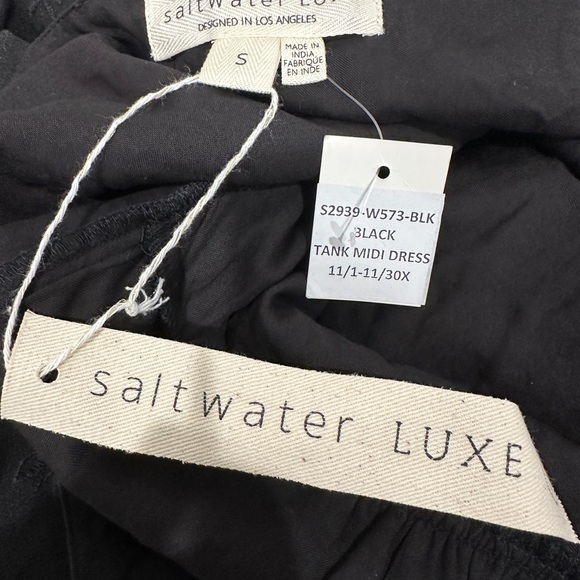 saltwater LUXE
DESIGNED IN LOS ANGELES
S
MADE IN
INDIA
FABRIQUÉ
EN INDE
S2939-W573-BLK
BLACK
TANK MIDI DRESS
11/1-11/30X
saltwater LUXE